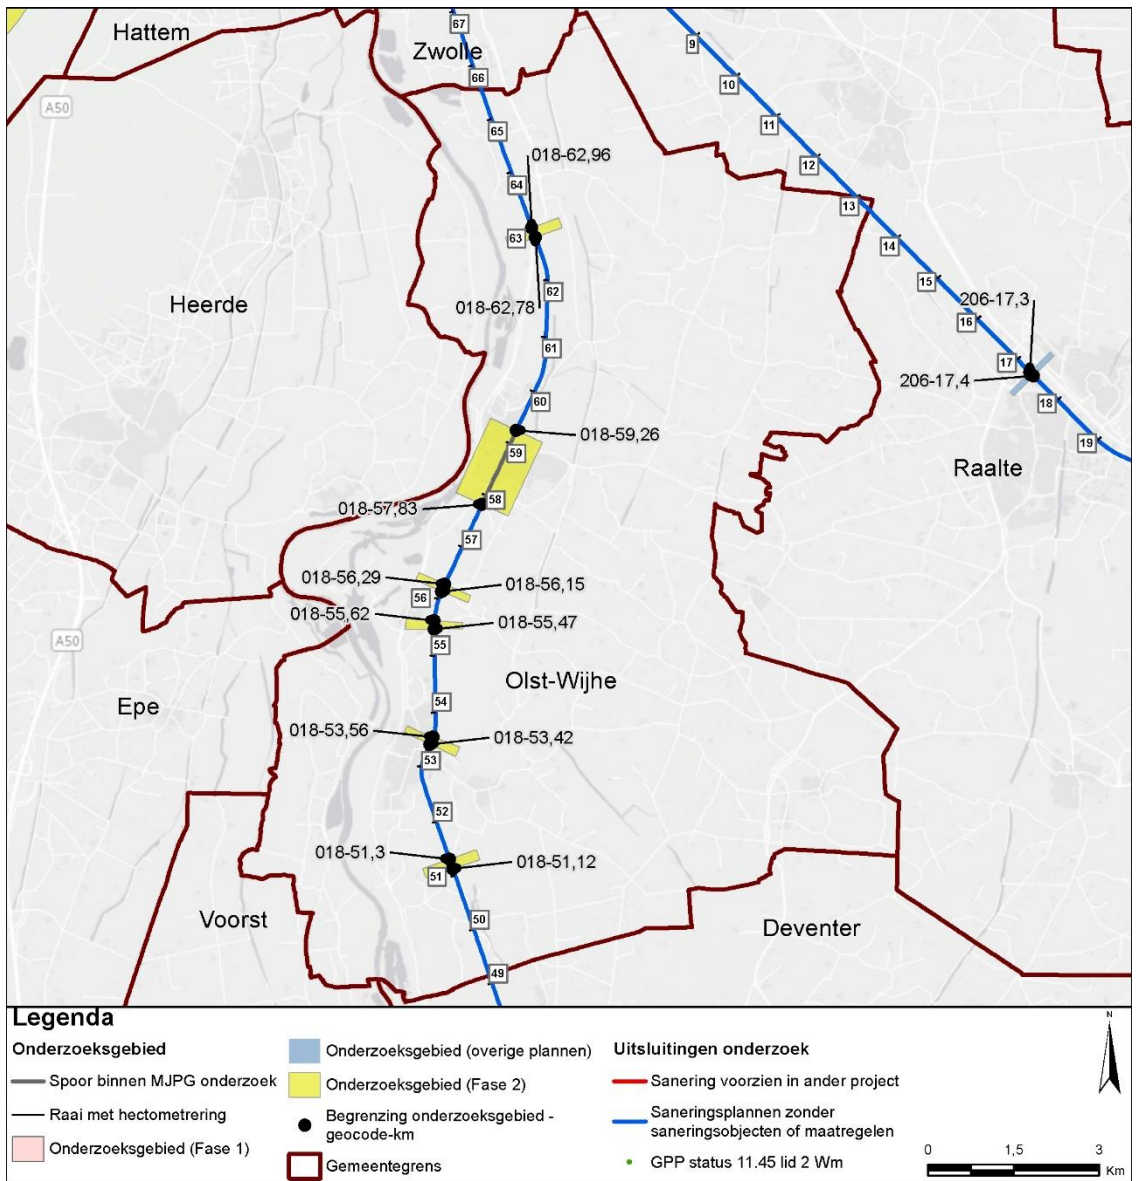 Hattem
67
Zwolle
9
66
10
A50
11
65
018-62,96
12
64
13
63
14
62
15
Heerde
018-62,78
206-17,3
16
61
17
206-17,4
60
18
018-59,26
19
59
Raalte
58
018-57,83
57
018-56,29
018-56,15
56
018-55,62
018-55,47
A50
55
Olst-Wijhe
54
Epe
018-53,56
018-53,42
53
52
018-51,3
018-51,12
51
Voorst
50
Deventer
49
Legenda
Onderzoeksgebied
Spoor binnen MJPG onderzoek
Raai met hectometrering
Onderzoeksgebied (Fase 1)
Onderzoeksgebied (overige plannen)
Onderzoeksgebied (Fase 2)
Begrenzing onderzoeksgebied -
geocode-km
Gemeentegrens
Uitsluitingen onderzoek
Sanering voorzien in ander project
Saneringsplannen zonder
saneringsobjecten of maatregelen
GPP status 11.45 lid 2 Wm
N
0 1,5 3
Km